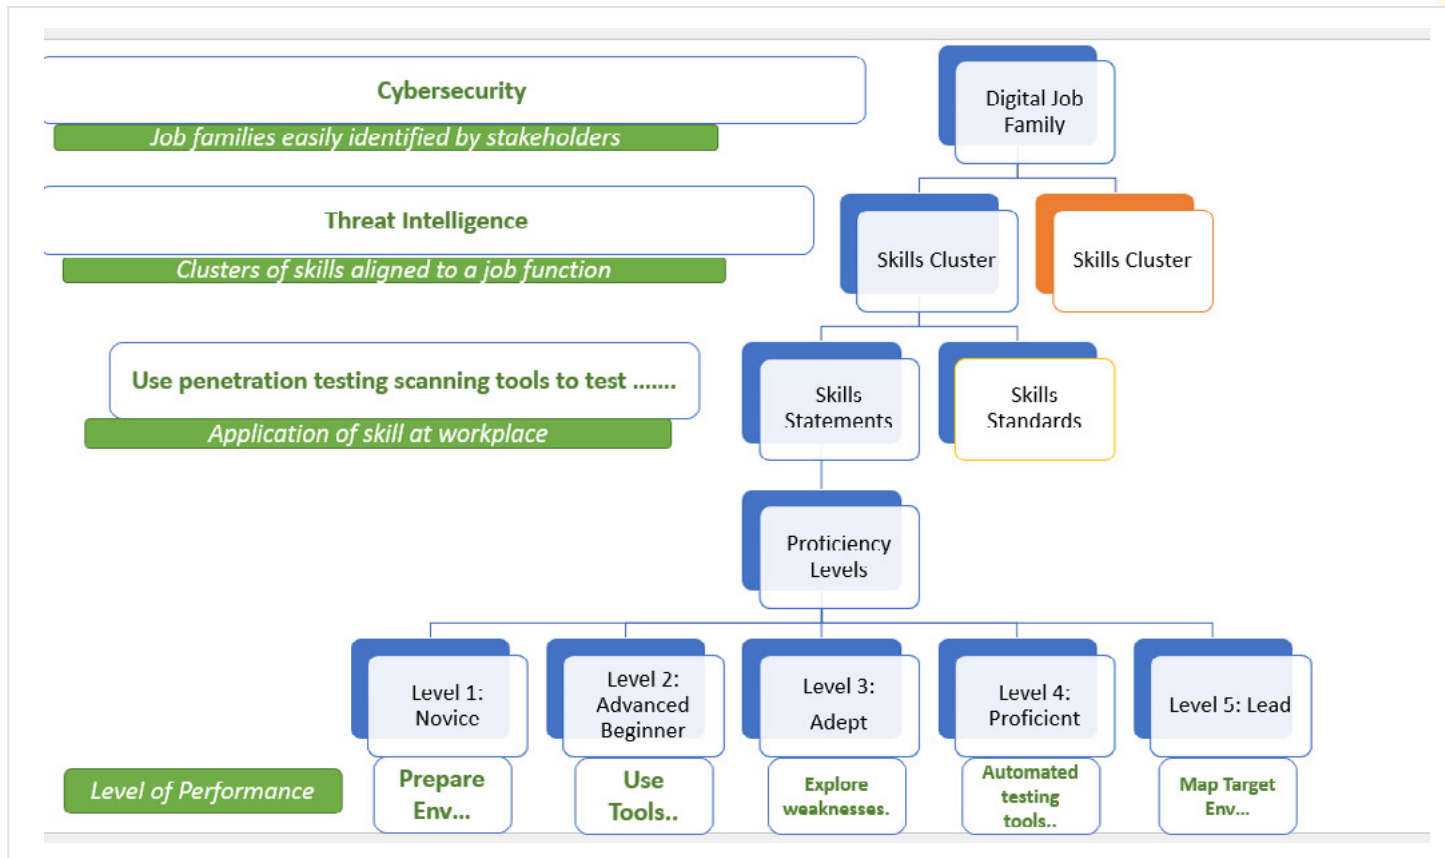 Cybersecurity
Job families easily identified by stakeholders
Digital Job
Family
Threat Intelligence
Clusters of skills aligned to a job function
Skills Cluster
Skills Cluster
Use penetration testing scanning tools to test .......
Application of skill at workplace
Skills
Statements
Skills
Standards
Proficiency
Levels
Level 1:
Novice
Level 2:
Advanced
Beginner
Level 3:
Adept
Level 4:
Proficient
Level 5: Lead
Level of Performance
Prepare
Env...
Use
Tools..
Explore
weaknesses.
Automated
testing
tools..
Map Target
Env...